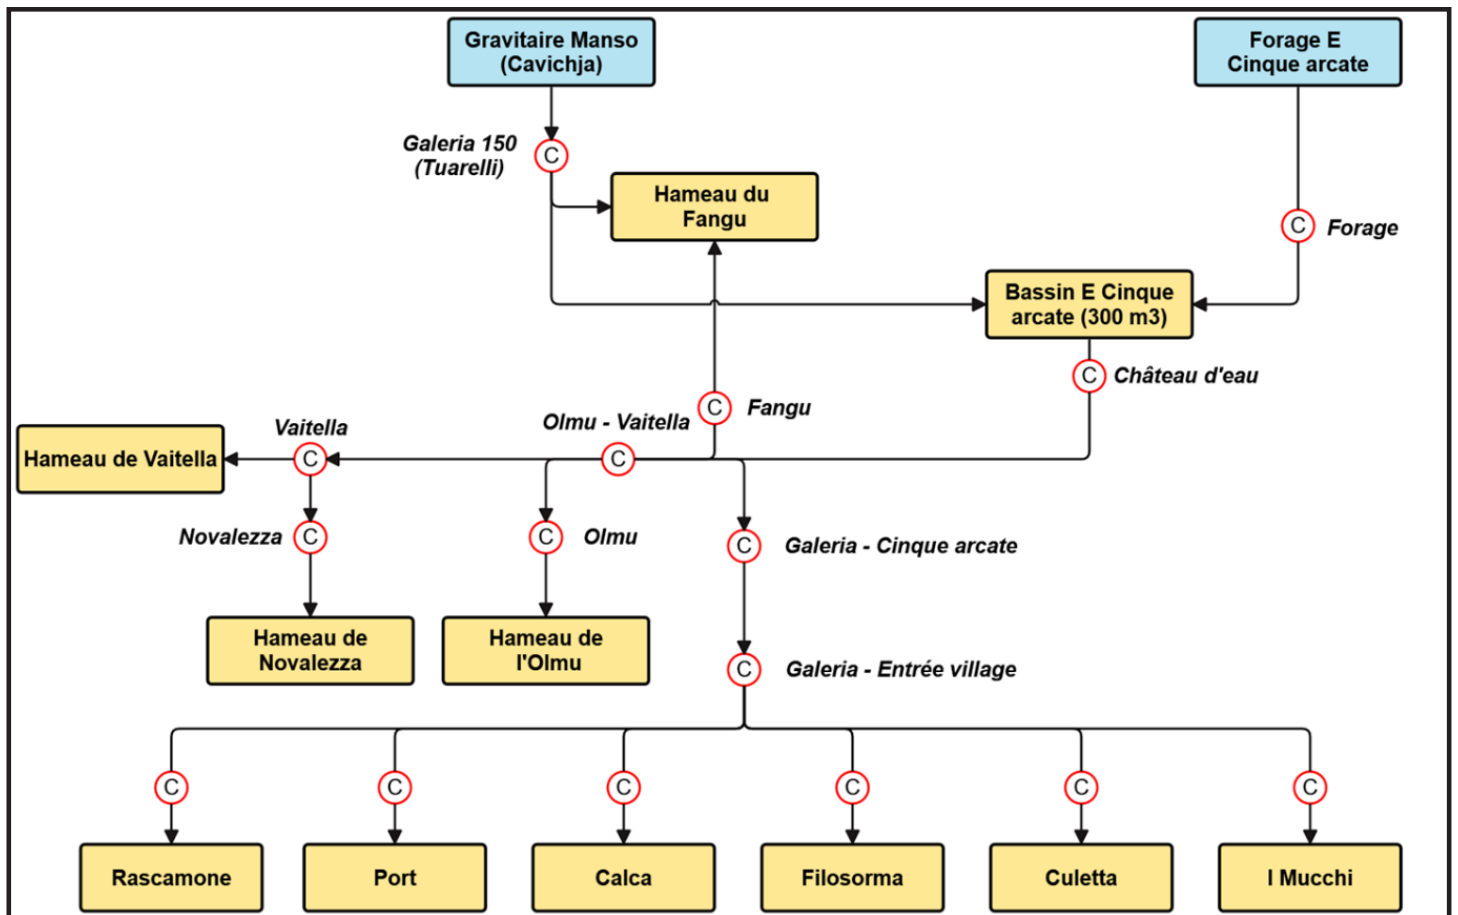 Gravitaire Manso
(Cavichja)
Forage E
Cinque arcate
Galeria 150
(Tuarelli)
C
Hameau du
Fangu
C
Forage
Bassin E Cinque
arcate (300 m3)
C
Château d'eau
C
Fangu
Olmu - Vaitella
Vaitella
Hameau de Vaitella
C
C
Novalezza
C
C
Olmu
C
Galeria - Cinque arcate
Hameau de
Novalezza
Hameau de
l'Olmu
C
Galeria - Entrée village
C
C
C
C
C
C
Rascamone
Port
Calca
Filosorma
Culetta
I Mucchi